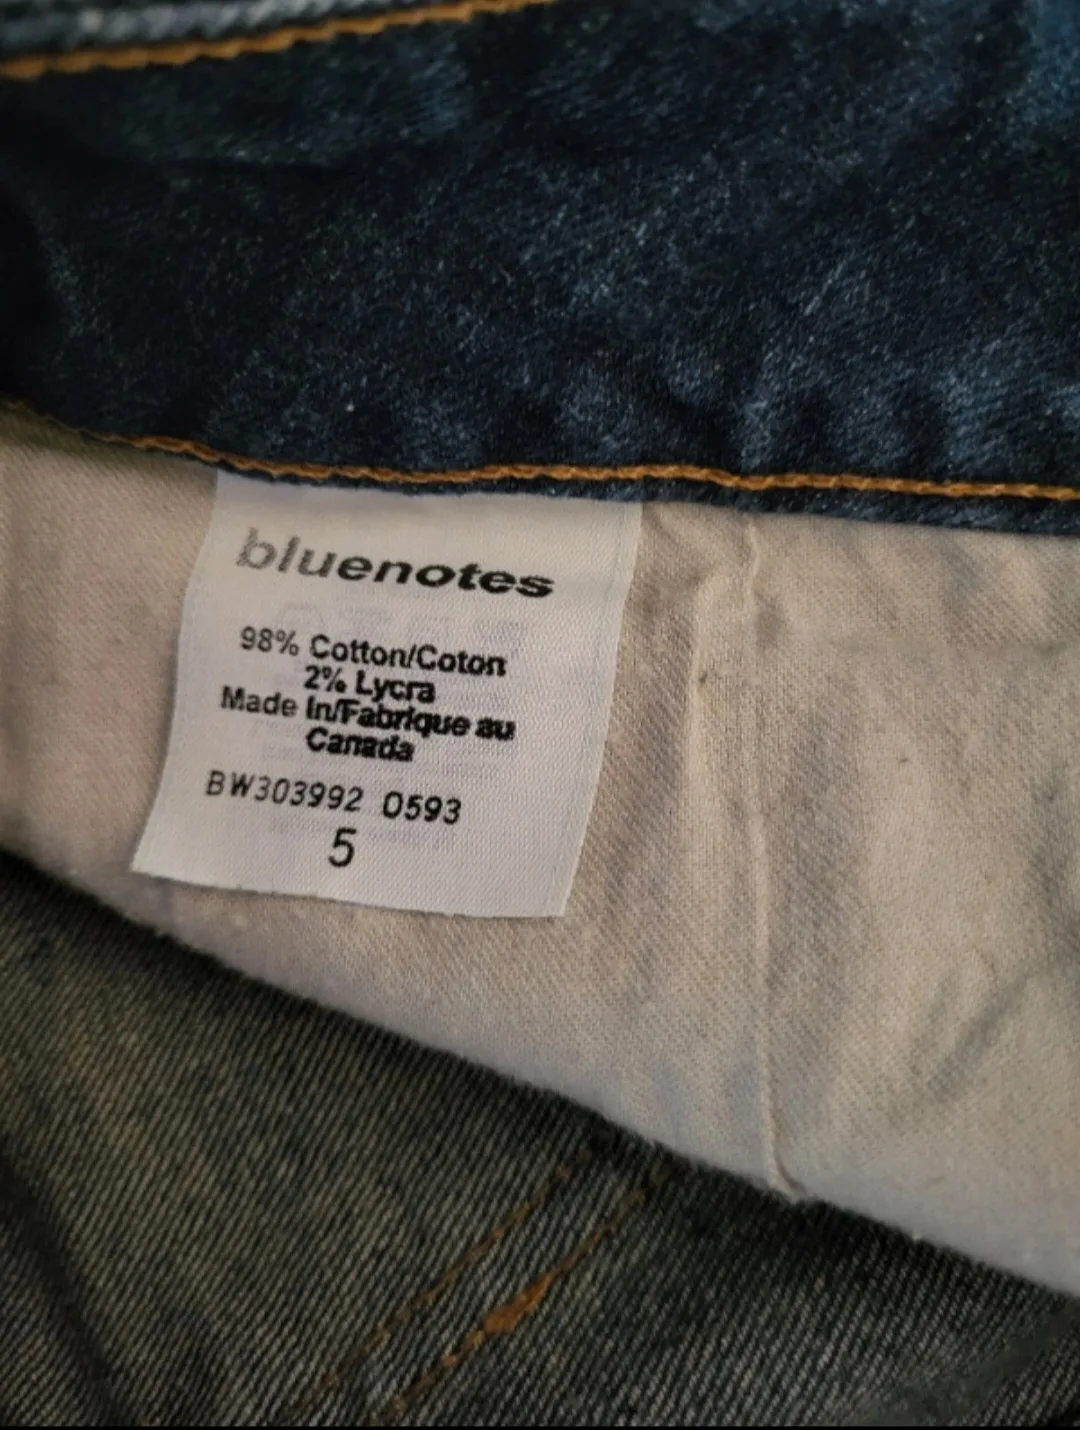 bluenotes
98% Cotton/Coton
2% Lycra
Made In/Fabrique au
Canada
BW303992 0593
5